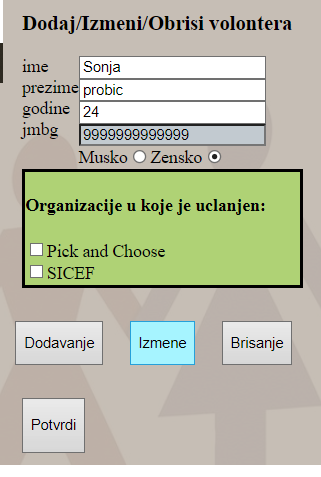 Dodaj/Izmeni/Obrisi volontera
ime Sonja
prezime probic
godine 24
jmbg 9999999999999
Musko Zensko
Organizacije u koje je uclanjen:
Pick and Choose
SICEF
Dodavanje Izmene Brisanje
Potvrdi